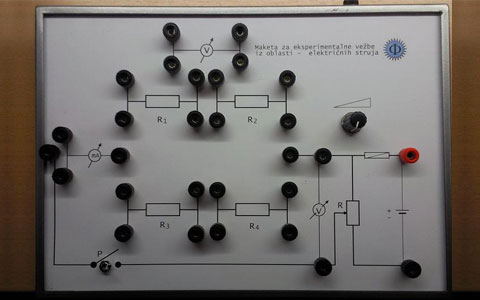 Maketa za eksperimentalne vežbe
iz oblasti - električnih struja
V
Φ
R1
R2
mA
R3
R4
V
R
+
-
P